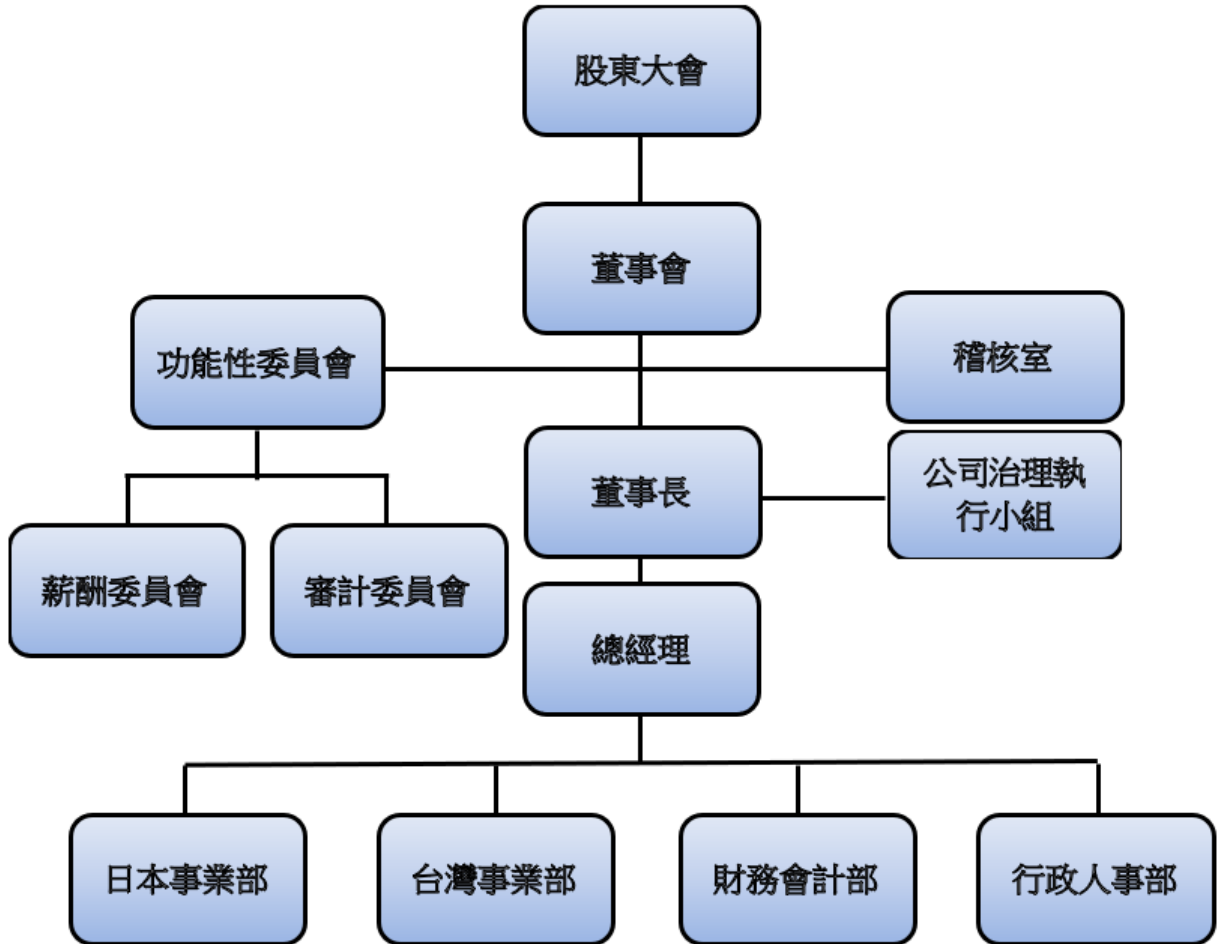 股東大會
董事會
功能性委員會
稽核室
董事長
公司治理執
行小組
薪酬委員會
審計委員會
總經理
日本事業部
台灣事業部
財務會計部
行政人事部